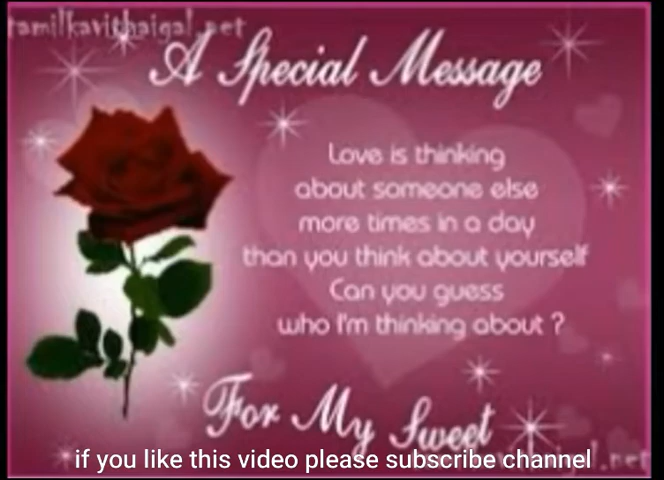 tamilkavithaigal.net
A Special Message
Love is thinking
about someone else
more times in a day
than you think about yourself
Can you guess
who I'm thinking about ?
For My Sweet
if you like this video please subscribe channel